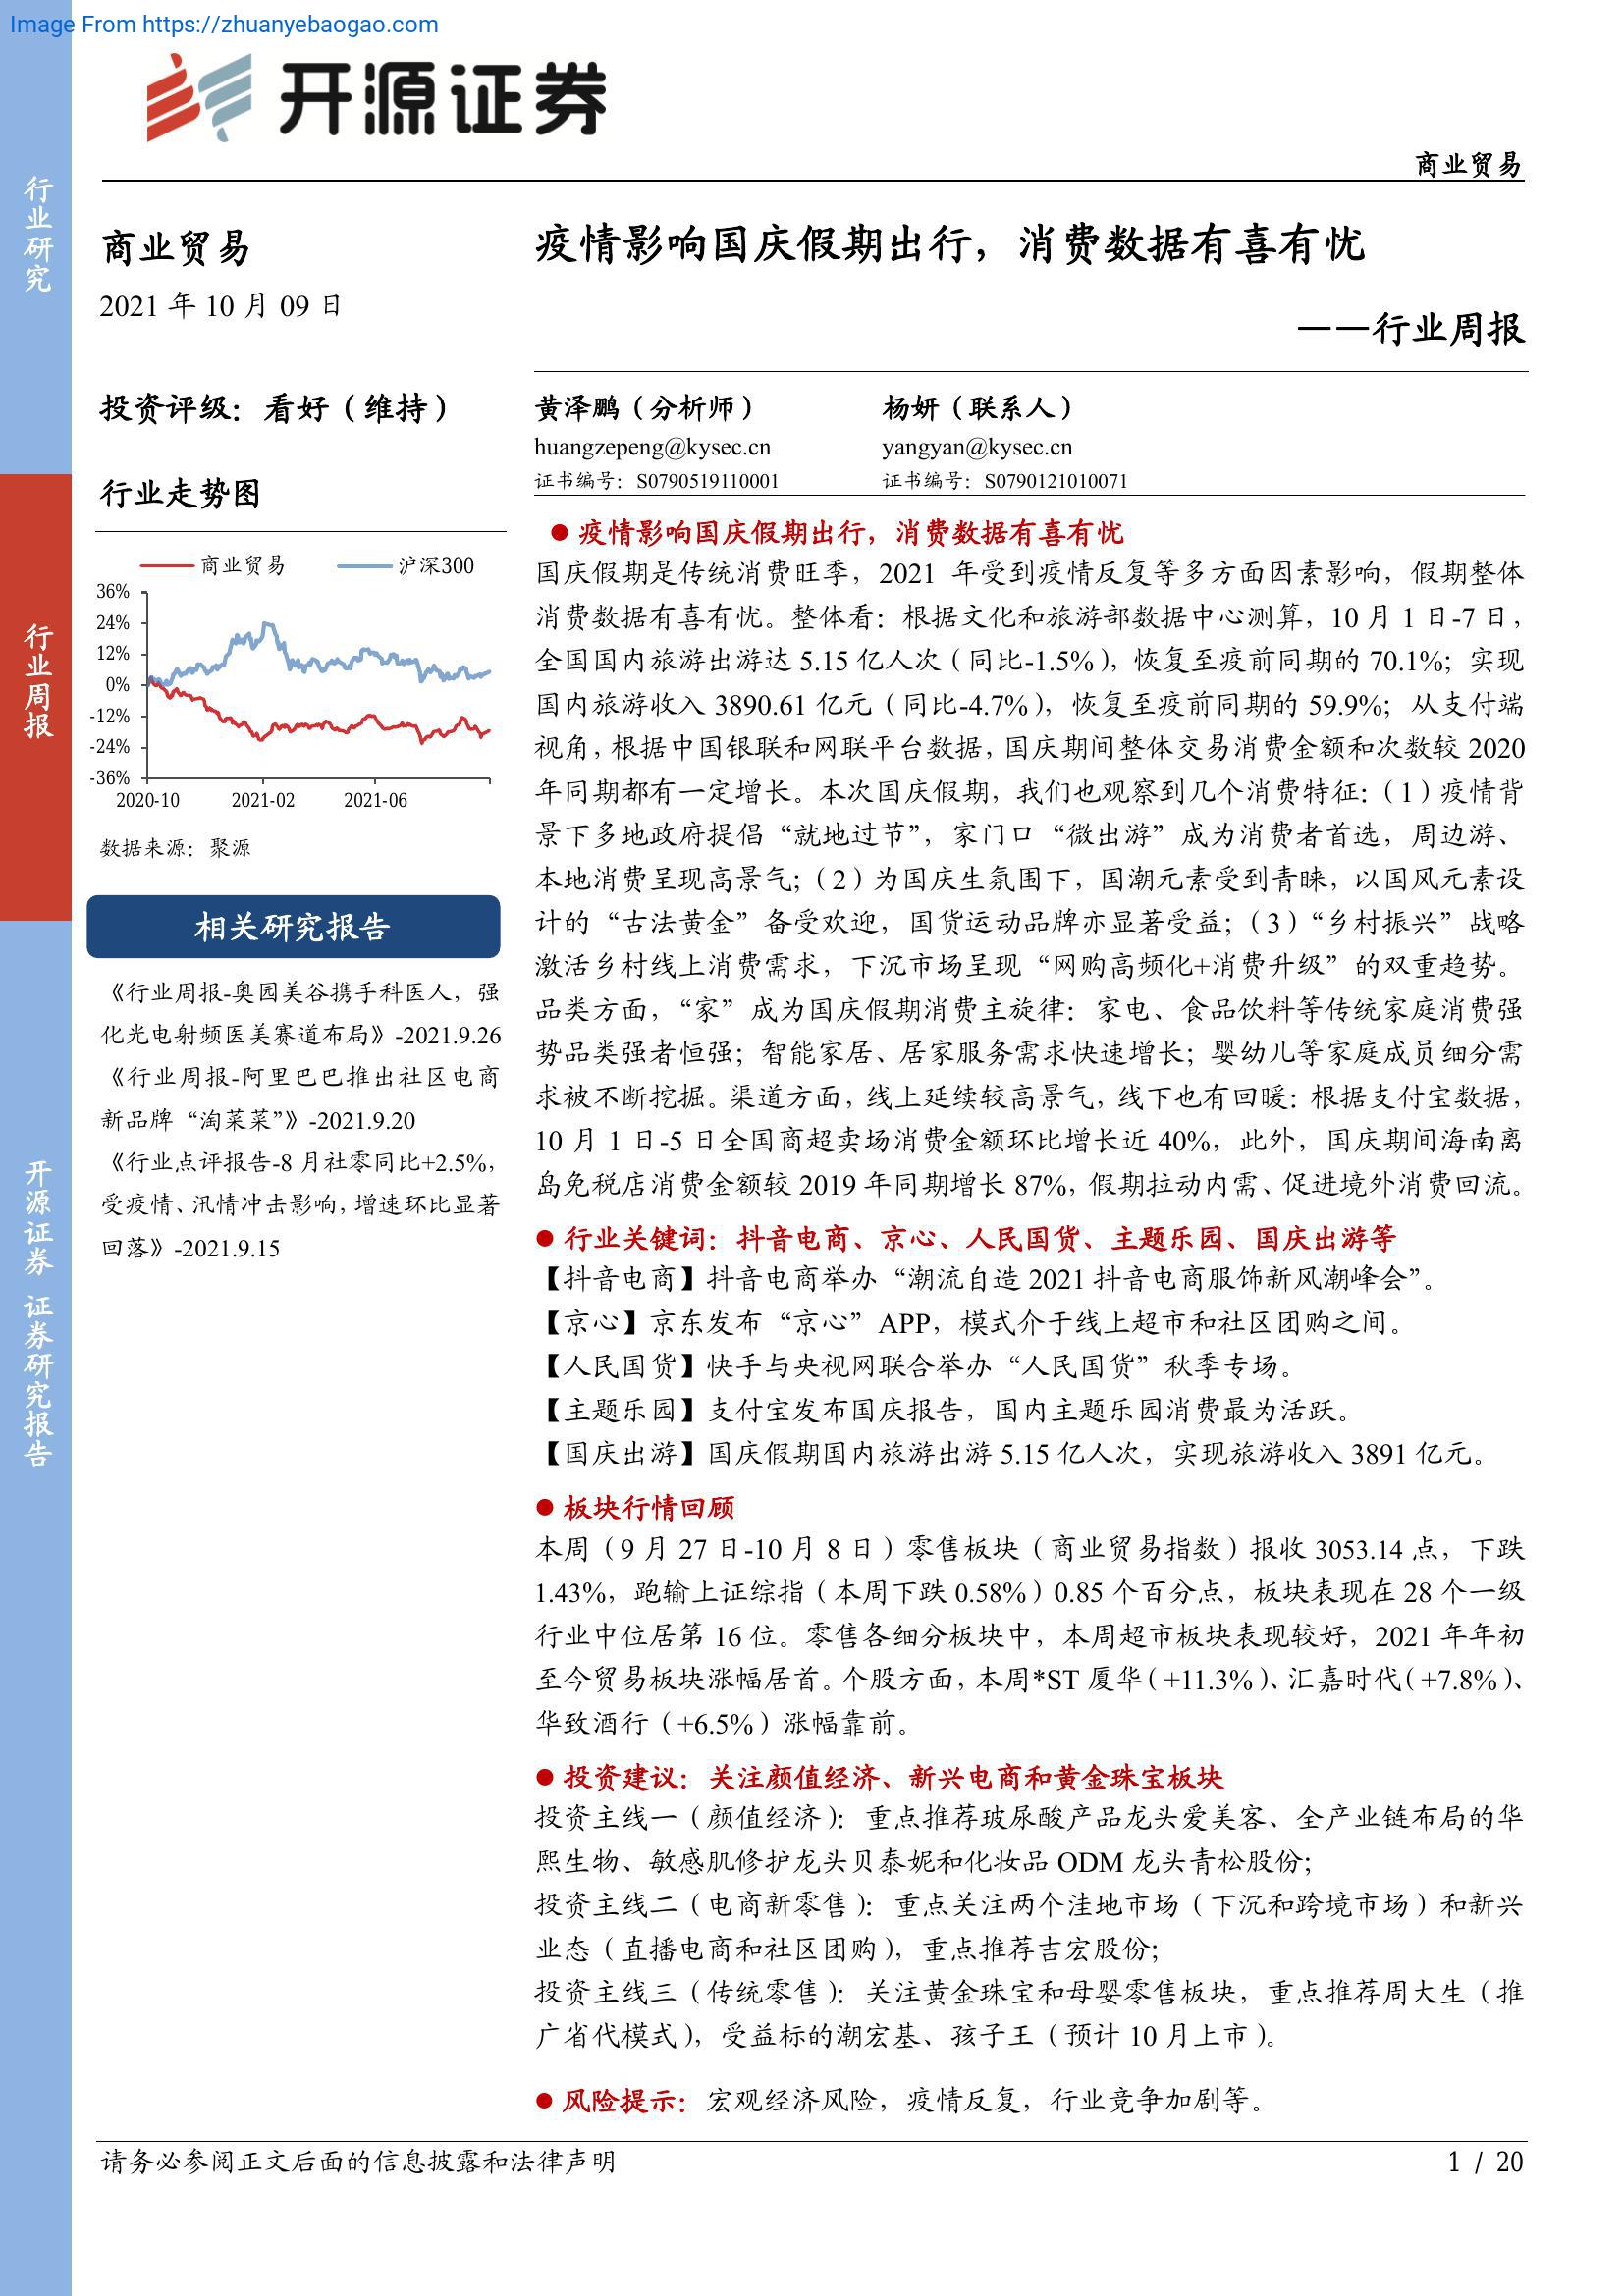 Image From https://zhuanyebaogao.com
开源证券
商业贸易
行业研究
行业周报
开源证券 证券研究报告
商业贸易
2021 年 10 月 09 日
投资评级：看好（维持）
行业走势图
商业贸易 沪深300
36%
24%
12%
0%
-12%
-24%
-36%
2020-10 2021-02 2021-06
数据来源：聚源
相关研究报告
《行业周报-奥园美谷携手科医人，强
化光电射频医美赛道布局》-2021.9.26
《行业周报-阿里巴巴推出社区电商
新品牌“淘菜菜”》-2021.9.20
《行业点评报告-8 月社零同比+2.5%，
受疫情、汛情冲击影响，增速环比显著
回落》-2021.9.15
疫情影响国庆假期出行，消费数据有喜有忧
——行业周报
黄泽鹏（分析师） 杨妍（联系人）
huangzepeng@kysec.cn yangyan@kysec.cn
证书编号：S0790519110001 证书编号：S0790121010071
● 疫情影响国庆假期出行，消费数据有喜有忧
国庆假期是传统消费旺季，2021 年受到疫情反复等多方面因素影响，假期整体
消费数据有喜有忧。整体看：根据文化和旅游部数据中心测算，10 月 1 日-7 日，
全国国内旅游出游达 5.15 亿人次（同比-1.5%），恢复至疫前同期的 70.1%；实现
国内旅游收入 3890.61 亿元（同比-4.7%），恢复至疫前同期的 59.9%；从支付端
视角，根据中国银联和网联平台数据，国庆期间整体交易消费金额和次数较 2020
年同期都有一定增长。本次国庆假期，我们也观察到几个消费特征：（1）疫情背
景下多地政府提倡“就地过节”，家门口“微出游”成为消费者首选，周边游、
本地消费呈现高景气；（2）为国庆生氛围下，国潮元素受到青睐，以国风元素设
计的“古法黄金”备受欢迎，国货运动品牌亦显著受益；（3）“乡村振兴”战略
激活乡村线上消费需求，下沉市场呈现“网购高频化+消费升级”的双重趋势。
品类方面，“家”成为国庆假期消费主旋律：家电、食品饮料等传统家庭消费强
势品类强者恒强；智能家居、居家服务需求快速增长；婴幼儿等家庭成员细分需
求被不断挖掘。渠道方面，线上延续较高景气，线下也有回暖：根据支付宝数据，
10 月 1 日-5 日全国商超卖场消费金额环比增长近 40%，此外，国庆期间海南离
岛免税店消费金额较 2019 年同期增长 87%，假期拉动内需、促进境外消费回流。
● 行业关键词：抖音电商、京心、人民国货、主题乐园、国庆出游等
【抖音电商】抖音电商举办“潮流自造 2021 抖音电商服饰新风潮峰会”。
【京心】京东发布“京心”APP，模式介于线上超市和社区团购之间。
【人民国货】快手与央视网联合举办“人民国货”秋季专场。
【主题乐园】支付宝发布国庆报告，国内主题乐园消费最为活跃。
【国庆出游】国庆假期国内旅游出游 5.15 亿人次，实现旅游收入 3891 亿元。
● 板块行情回顾
本周（9 月 27 日-10 月 8 日）零售板块（商业贸易指数）报收 3053.14 点，下跌
1.43%，跑输上证综指（本周下跌 0.58%）0.85 个百分点，板块表现在 28 个一级
行业中位居第 16 位。零售各细分板块中，本周超市板块表现较好，2021 年年初
至今贸易板块涨幅居首。个股方面，本周*ST 厦华（+11.3%）、汇嘉时代（+7.8%）、
华致酒行（+6.5%）涨幅靠前。
● 投资建议：关注颜值经济、新兴电商和黄金珠宝板块
投资主线一（颜值经济）：重点推荐玻尿酸产品龙头爱美客、全产业链布局的华
熙生物、敏感肌修护龙头贝泰妮和化妆品 ODM 龙头青松股份；
投资主线二（电商新零售）：重点关注两个洼地市场（下沉和跨境市场）和新兴
业态（直播电商和社区团购），重点推荐吉宏股份；
投资主线三（传统零售）：关注黄金珠宝和母婴零售板块，重点推荐周大生（推
广省代模式），受益标的潮宏基、孩子王（预计 10 月上市）。
● 风险提示：宏观经济风险，疫情反复，行业竞争加剧等。
请务必参阅正文后面的信息披露和法律声明 1 / 20